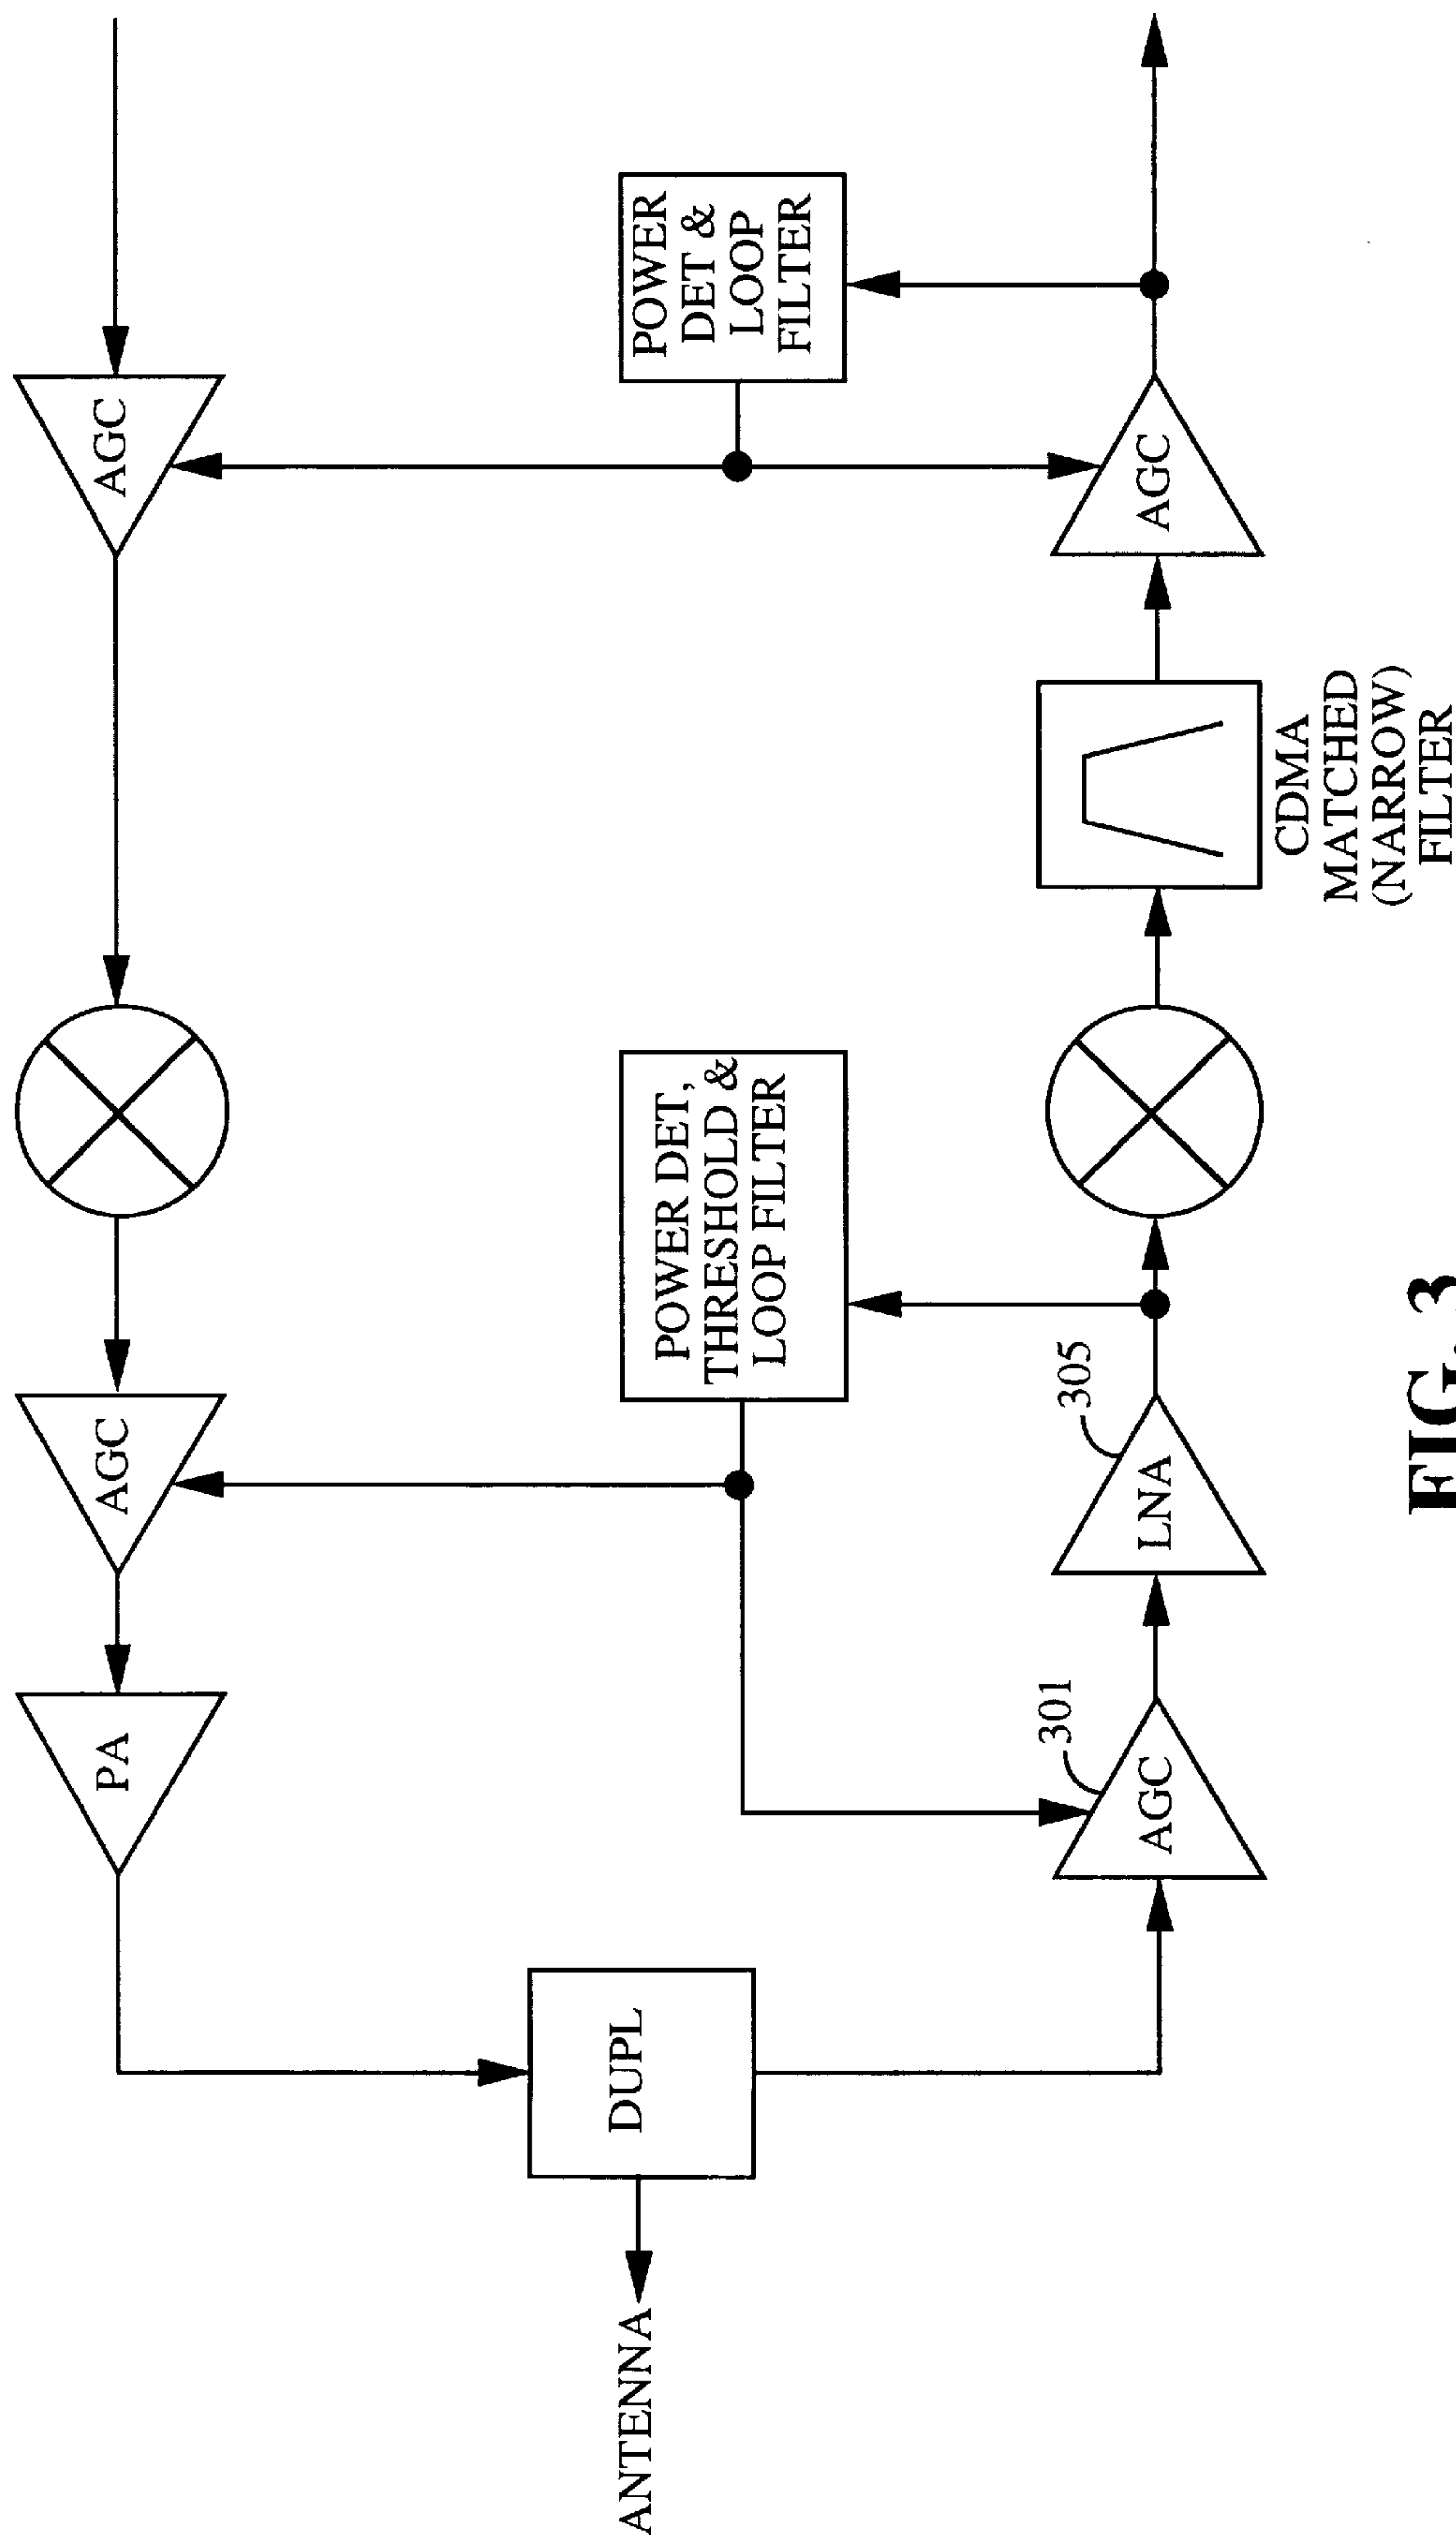 PA
AGC
AGC
ANTENNA
DUPL
POWER DET,
THRESHOLD &
LOOP FILTER
POWER
DET &
LOOP
FILTER
301
AGC
305
LNA
AGC
CDMA
MATCHED
(NARROW)
FILTER
FIG. 3